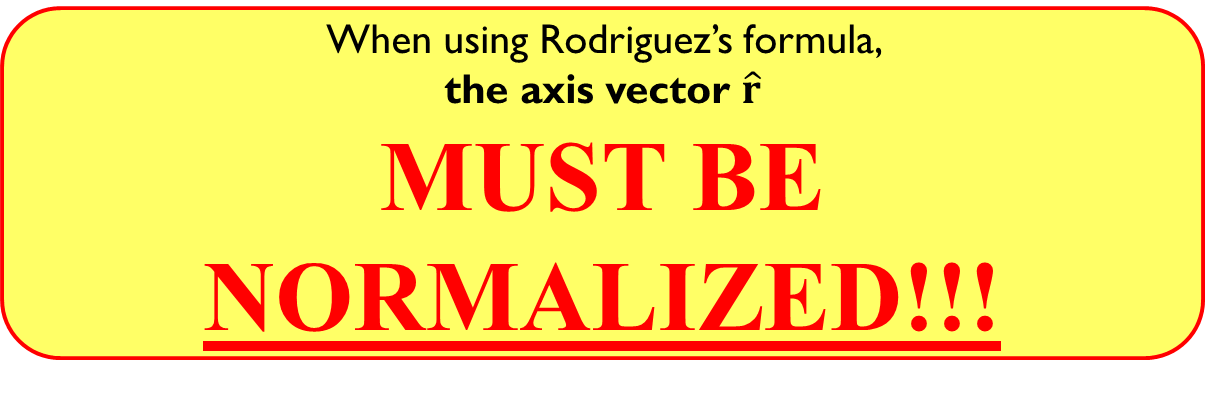 When using Rodriguez’s formula,
the axis vector r̂
MUST BE
NORMALIZED!!!